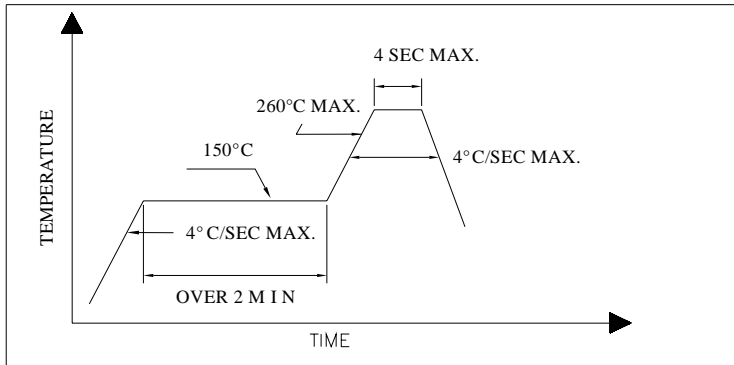 4 SEC MAX.
260°C MAX.
4°C/SEC MAX.
150°C
4°C/SEC MAX.
OVER 2 M I N
TEMPERATURE
TIME